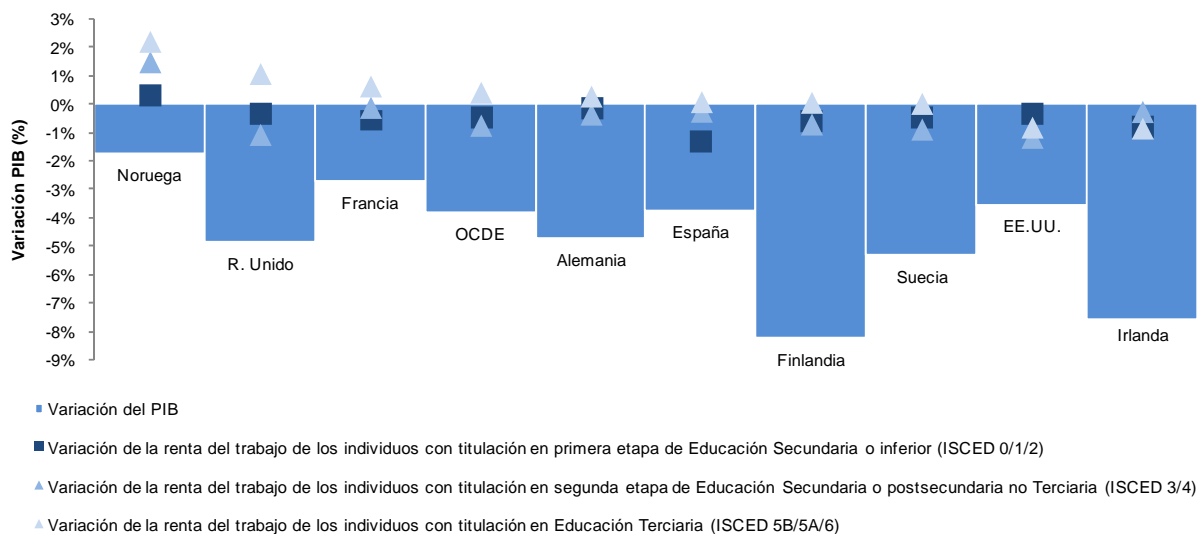 Variación PIB (%)
3%
2%
1%
0%
-1%
-2%
-3%
-4%
-5%
-6%
-7%
-8%
-9%
Noruega
R. Unido
Francia
OCDE
Alemania
España
Finlandia
Suecia
EE.UU.
Irlanda
Variación del PIB
Variación de la renta del trabajo de los individuos con titulación en primera etapa de Educación Secundaria o inferior (ISCED 0/1/2)
Variación de la renta del trabajo de los individuos con titulación en segunda etapa de Educación Secundaria o postsecundaria no Terciaria (ISCED 3/4)
Variación de la renta del trabajo de los individuos con titulación en Educación Terciaria (ISCED 5B/5A/6)